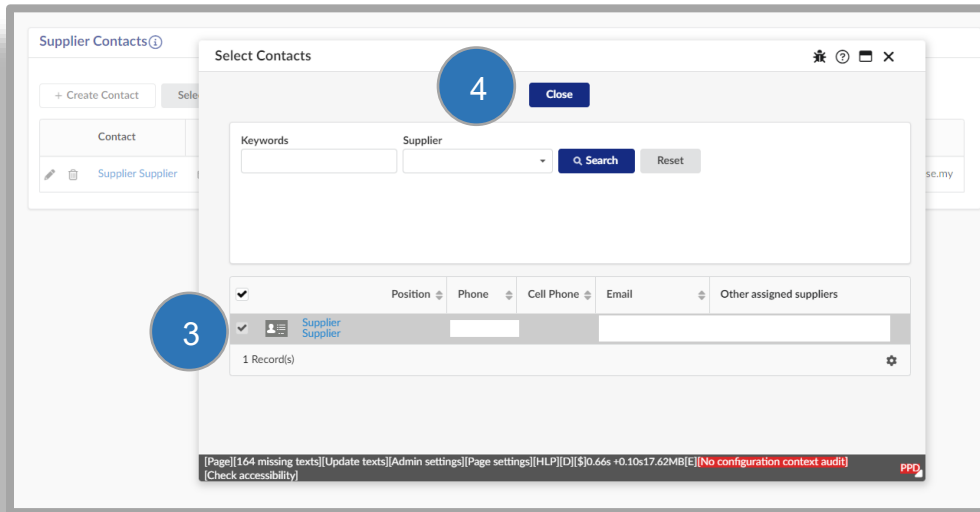 Supplier Contacts
Select Contacts
4
Close
+ Create Contact
Sele
Contact
Keywords
Supplier
Search
Reset
Supplier Supplier
se.my
Position
Phone
Cell Phone
Email
Other assigned suppliers
3
Supplier
Supplier
1 Record(s)
[Page][164 missing texts][Update texts][Admin settings][Page settings][HLP][D][$]0.66s +0.10s17.62MB[E][No configuration context audit]
PPD
[Check accessibility]